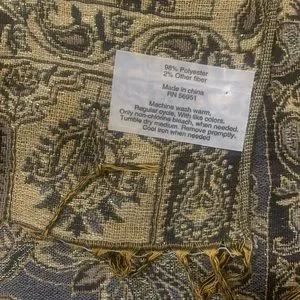 98% Polyester
2% Other fiber
Made in china
RN 56951
Machine wash warm,
Regular cycle. With like colors.
Only non-chlorine bleach, when needed.
Tumble dry medium. Remove promptly.
Cool iron when needed